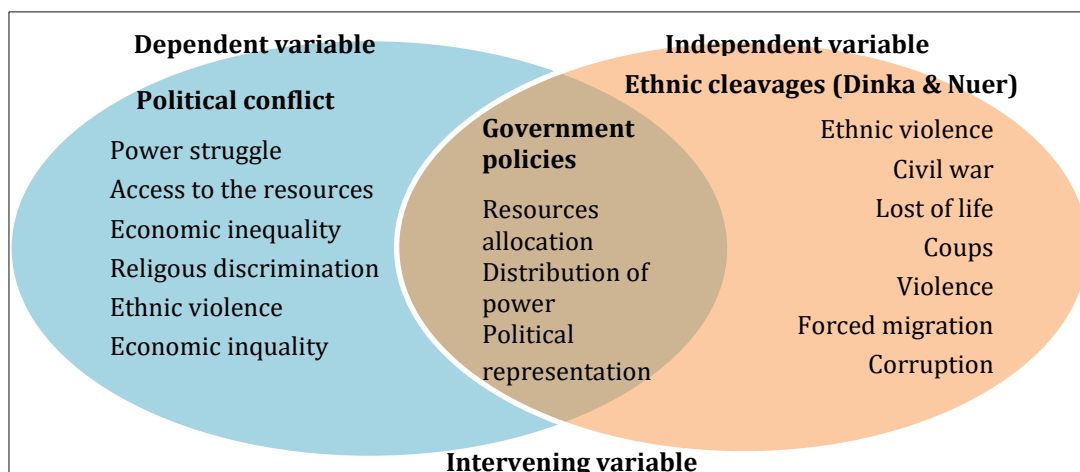 Dependent variable
Independent variable
Political conflict
Power struggle
Access to the resources
Economic inequality
Religous discrimination
Ethnic violence
Economic inquality
Government
policies
Resources
allocation
Distribution of
power
Political
representation
Ethnic cleavages (Dinka & Nuer)
Ethnic violence
Civil war
Lost of life
Coups
Violence
Forced migration
Corruption
Intervening variable